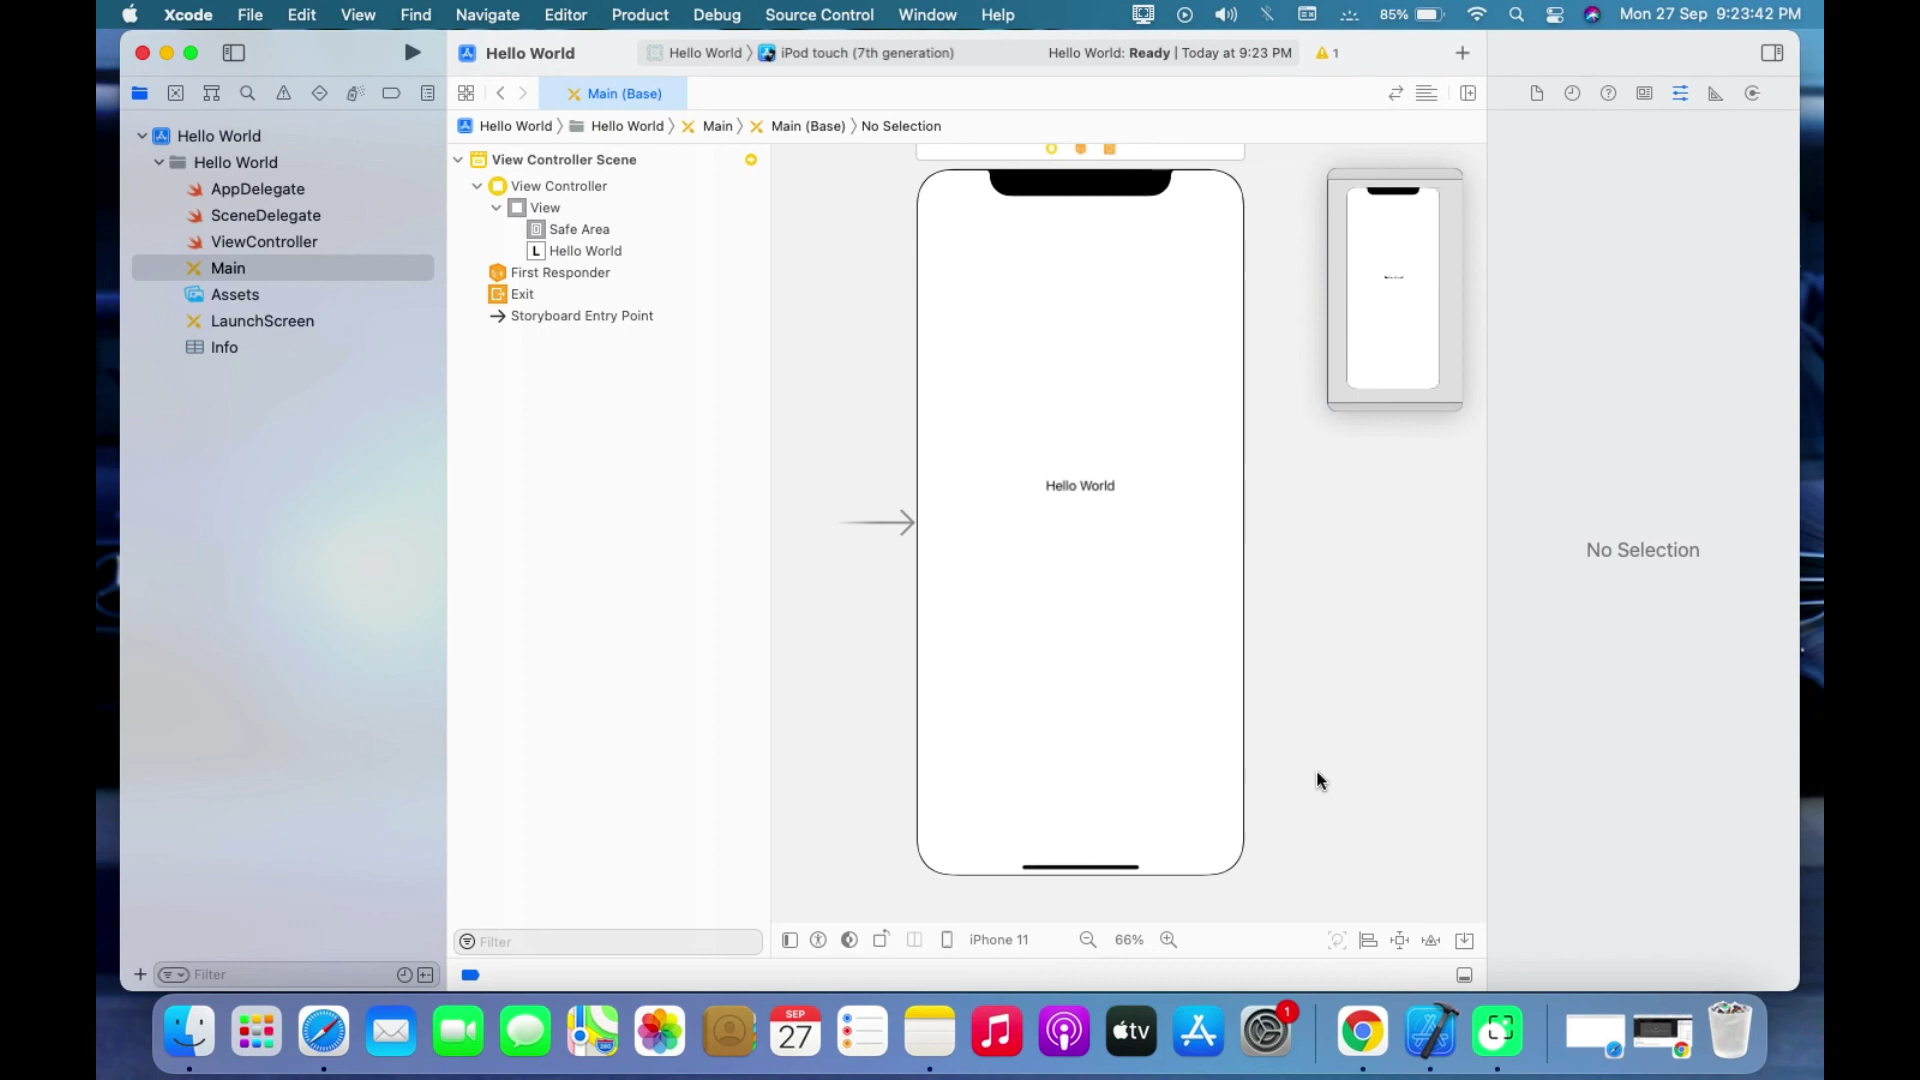 Xcode File Edit View Find Navigate Editor Product Debug Source Control Window Help 85% Mon 27 Sep 9:23:42 PM
Hello World
Hello World iPod touch (7th generation)
Hello World: Ready | Today at 9:23 PM
1
Main (Base)
Hello World Hello World Main Main (Base) No Selection
Hello World
Hello World
AppDelegate
SceneDelegate
ViewController
Main
Assets
LaunchScreen
Info
View Controller Scene
View Controller
View
Safe Area
L Hello World
First Responder
Exit
Storyboard Entry Point
Hello World
No Selection
Filter
iPhone 11
66%
Filter
SEP
27
tv
1